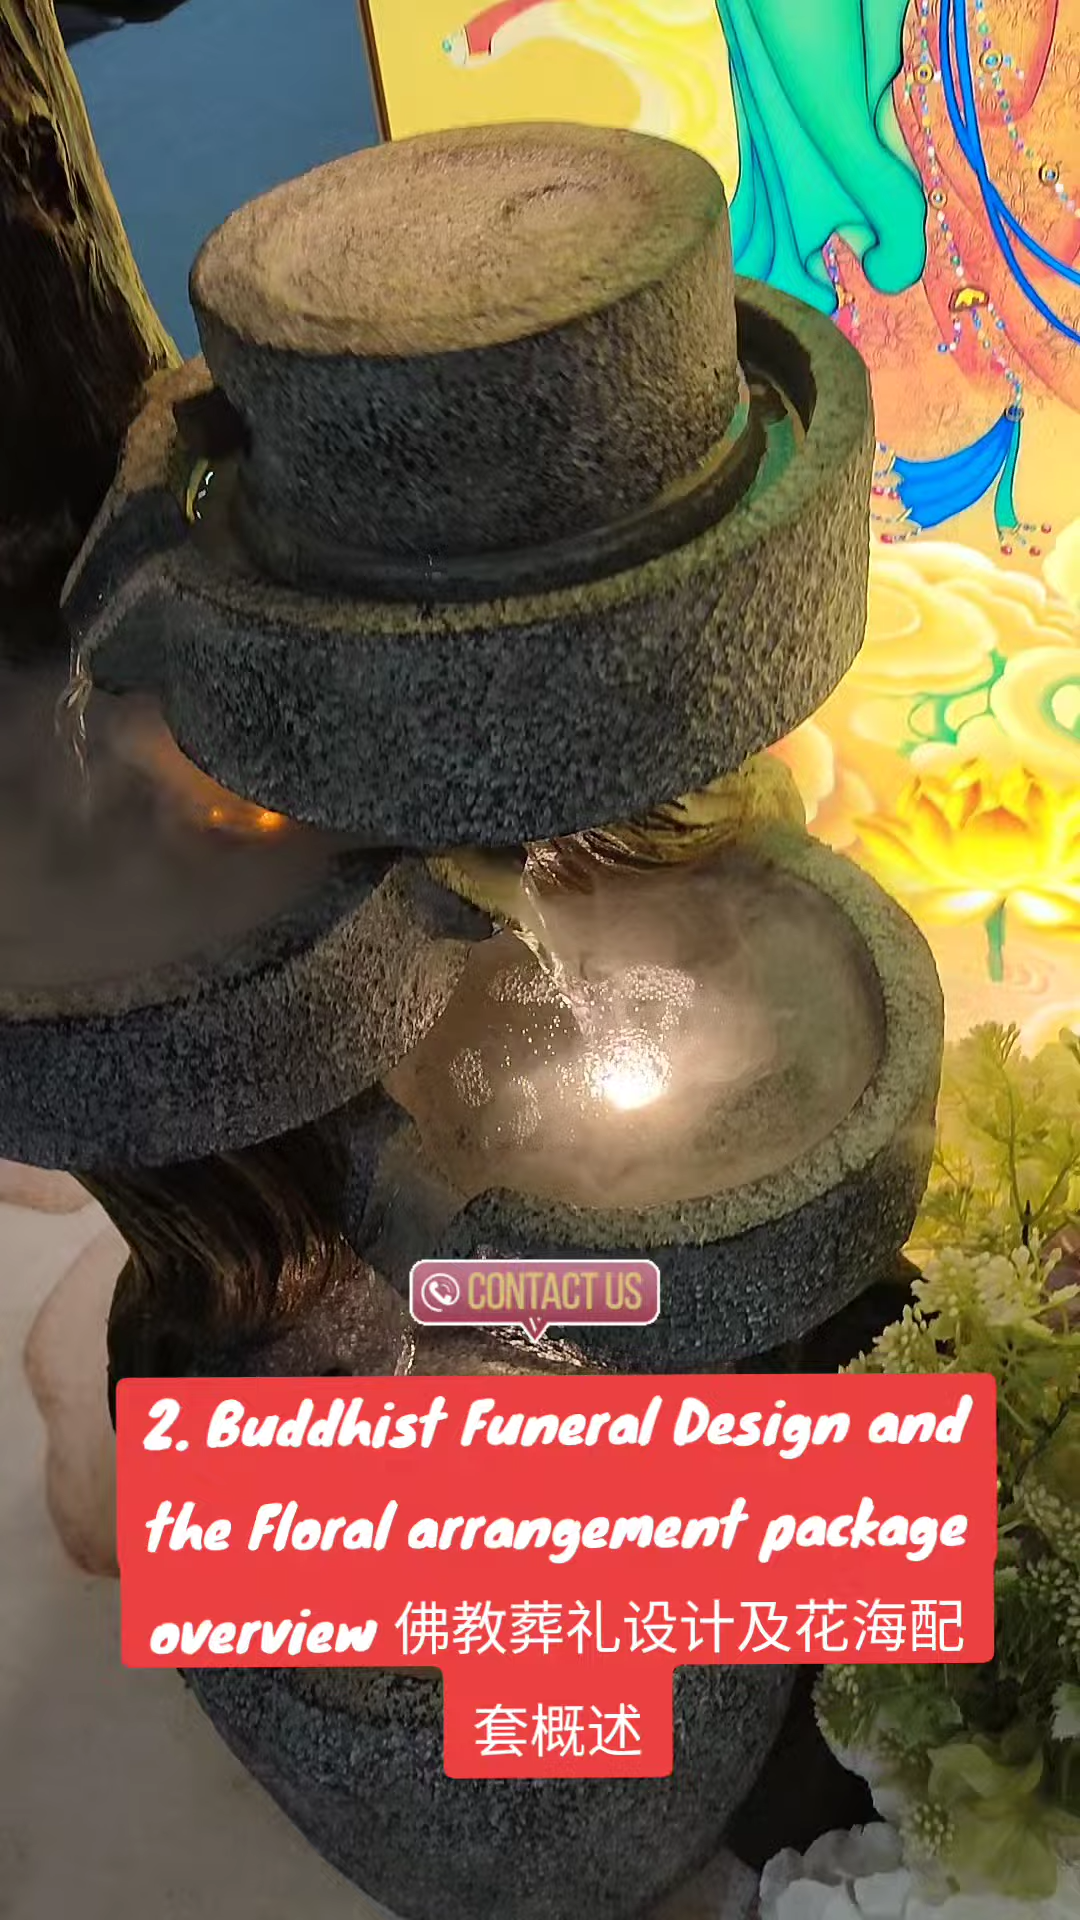 CONTACT US
2. Buddhist Funeral Design and
the Floral arrangement package
overview 佛教葬礼设计及花海配
套概述